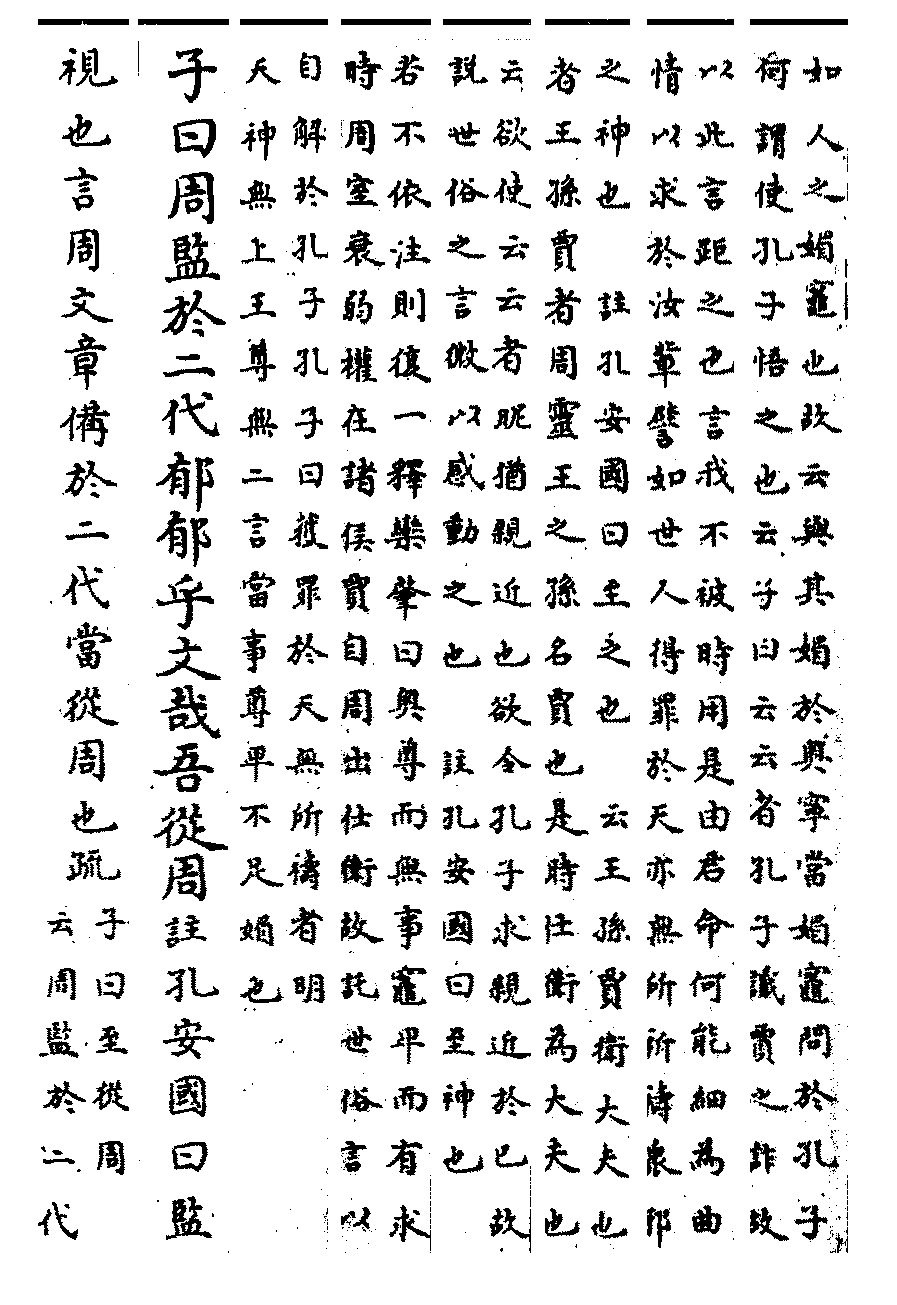 如人之媚竈也故云與其媚於奧寧當媚竈問於孔子
何謂使孔子悟之也云子曰云云者孔子識賈之詐故
以此言距之也言我不被時用是由君命何能細為曲
情以求於汝輩譬如世人得罪於天亦無所所禱衆邪
之神也 註孔安國曰主之也 云王孫賈衛大夫也
者王孫賈者周靈王之孫名賈也是時仕衛為大夫也
云欲使云云者昵猶親近也欲令孔子求親近於已故
說世俗之言微以感動之也 註孔安國曰至神也
若不依注則復一釋欒肇曰奧尊而無事竈卑而有求
時周室衰弱權在諸侯賈自周出仕衛故託世俗言以
自解於孔子孔子曰獲罪於天無所禱者明
天神無上王尊無二言當事尊卑不足媚也
子曰周監於二代郁郁乎文哉吾從周註孔安國曰監
視也言周文章備於二代當從周也疏
子曰至從周
云周監於二代